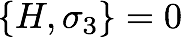 {H, σ₃} = 0